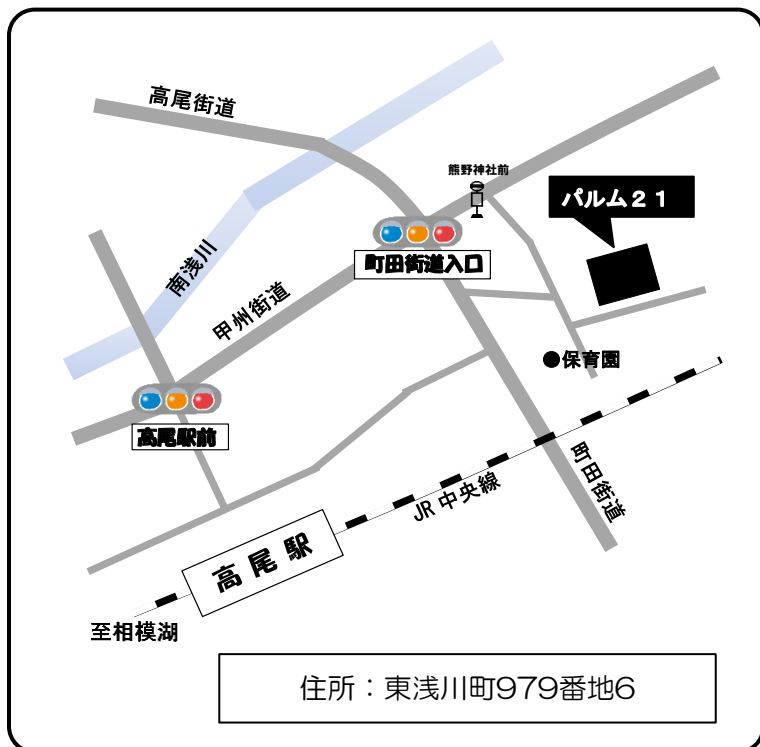 高尾街道
熊野神社前
パルム２１
南浅川
町田街道入口
甲州街道
●保育園
高尾駅前
町田街道
JR中央線
高尾駅
至相模湖
住所：東浅川町979番地6